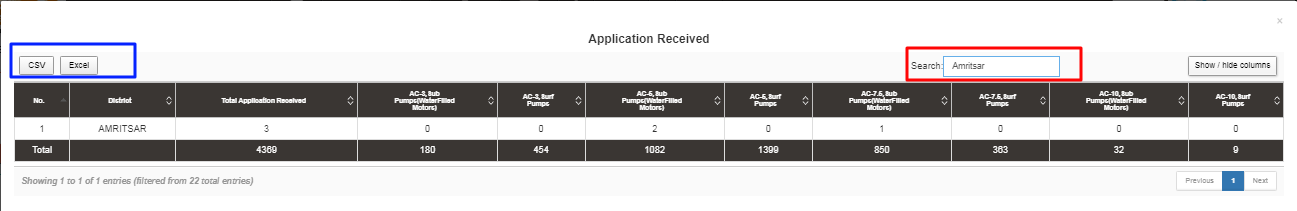 ×
Application Received
CSV Excel Search: Amritsar Show / hide columns
No. District Total Application Received AC-3, Sub Pumps(WaterFilled Motors) AC-3, Surf Pumps AC-5, Sub Pumps(WaterFilled Motors) AC-5, Surf Pumps AC-7.5, Sub Pumps(WaterFilled Motors) AC-7.5, Surf Pumps AC-10, Sub Pumps(WaterFilled Motors) AC-10, Surf Pumps
1 AMRITSAR 3 0 0 2 0 1 0 0 0
Total 4369 180 454 1082 1399 850 363 32 9
Showing 1 to 1 of 1 entries (filtered from 22 total entries) Previous 1 Next